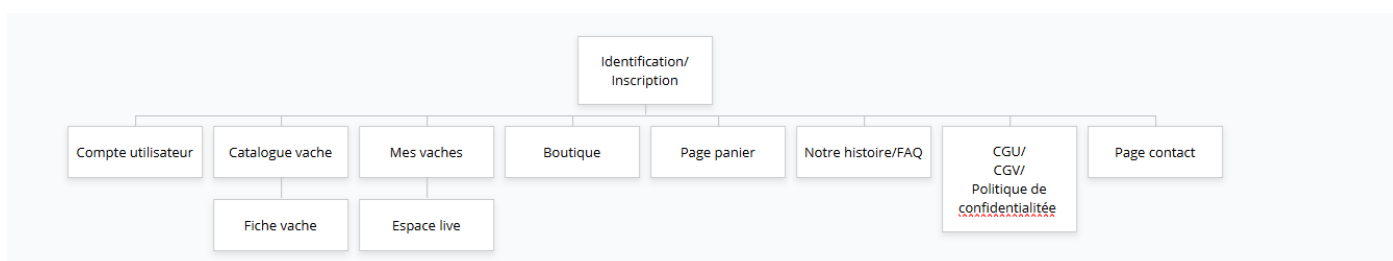 Identification/
Inscription
Compte utilisateur
Catalogue vache
Mes vaches
Boutique
Page panier
Notre histoire/FAQ
CGU/
CGV/
Politique de
confidentialitée
Page contact
Fiche vache
Espace live